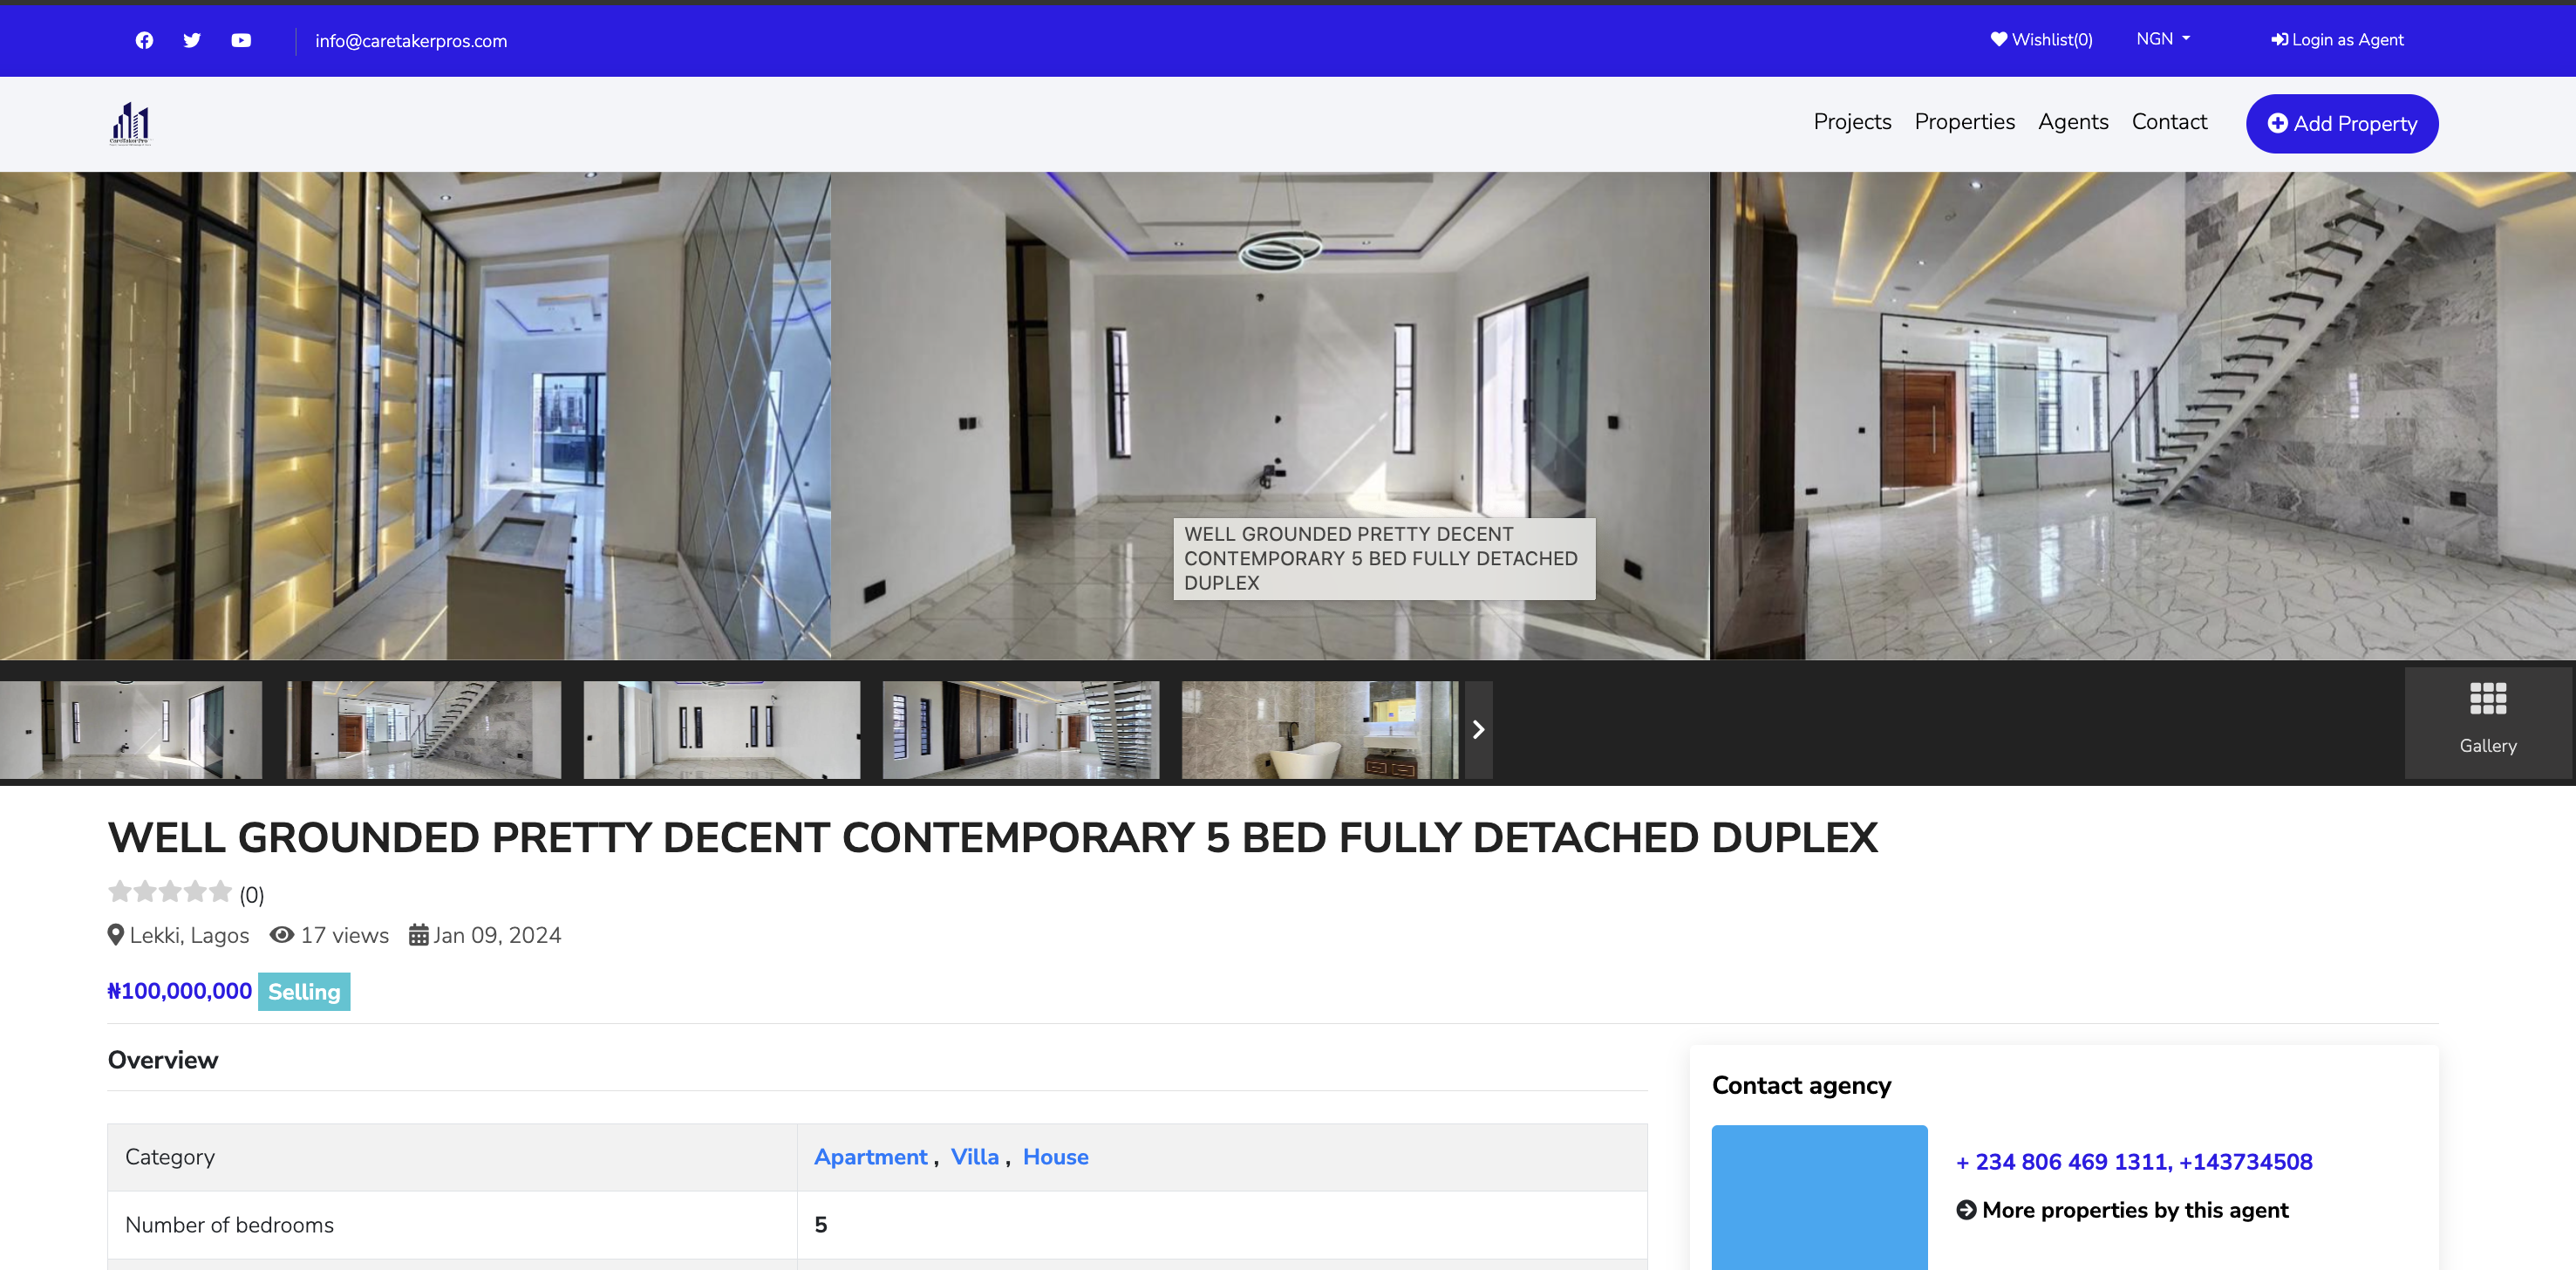 info@caretakerpros.com
Wishlist(0)
NGN
Login as Agent
CareTaker Pro
Projects
Properties
Agents
Contact
Add Property
WELL GROUNDED PRETTY DECENT
CONTEMPORARY 5 BED FULLY DETACHED
DUPLEX
Gallery
WELL GROUNDED PRETTY DECENT CONTEMPORARY 5 BED FULLY DETACHED DUPLEX
(0)
Lekki, Lagos 17 views Jan 09, 2024
₦100,000,000 Selling
Overview
Category
Apartment , Villa , House
Number of bedrooms
5
Contact agency
+ 234 806 469 1311, +143734508
More properties by this agent